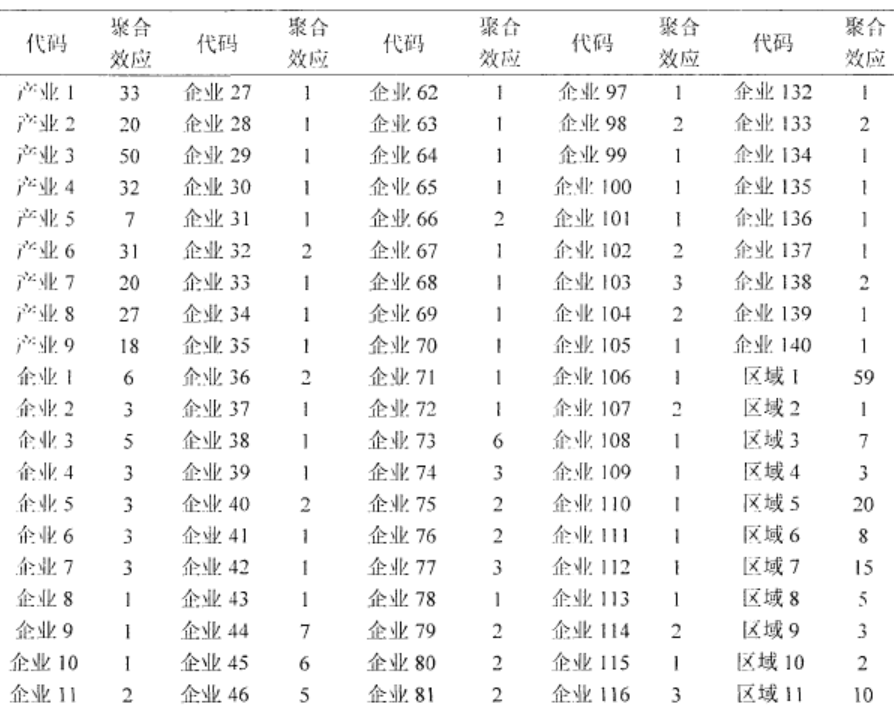 代码 聚合效应 代码 聚合效应 代码 聚合效应 代码 聚合效应 代码 聚合效应
产业 1 33 企业 27 1 企业 62 1 企业 97 1 企业 132 1
产业 2 20 企业 28 1 企业 63 1 企业 98 2 企业 133 2
产业 3 50 企业 29 1 企业 64 1 企业 99 1 企业 134 1
产业 4 32 企业 30 1 企业 65 1 企业 100 1 企业 135 1
产业 5 7 企业 31 1 企业 66 2 企业 101 1 企业 136 1
产业 6 31 企业 32 2 企业 67 1 企业 102 2 企业 137 1
产业 7 20 企业 33 1 企业 68 1 企业 103 3 企业 138 2
产业 8 27 企业 34 1 企业 69 1 企业 104 2 企业 139 1
产业 9 18 企业 35 1 企业 70 1 企业 105 1 企业 140 1
企业 1 6 企业 36 2 企业 71 1 企业 106 1 区域 1 59
企业 2 3 企业 37 1 企业 72 1 企业 107 2 区域 2 1
企业 3 5 企业 38 1 企业 73 6 企业 108 1 区域 3 7
企业 4 3 企业 39 1 企业 74 3 企业 109 1 区域 4 3
企业 5 3 企业 40 2 企业 75 2 企业 110 1 区域 5 20
企业 6 3 企业 41 1 企业 76 2 企业 111 1 区域 6 8
企业 7 3 企业 42 1 企业 77 3 企业 112 1 区域 7 15
企业 8 1 企业 43 1 企业 78 1 企业 113 1 区域 8 5
企业 9 1 企业 44 7 企业 79 2 企业 114 2 区域 9 3
企业 10 1 企业 45 6 企业 80 2 企业 115 1 区域 10 2
企业 11 2 企业 46 5 企业 81 2 企业 116 3 区域 11 10